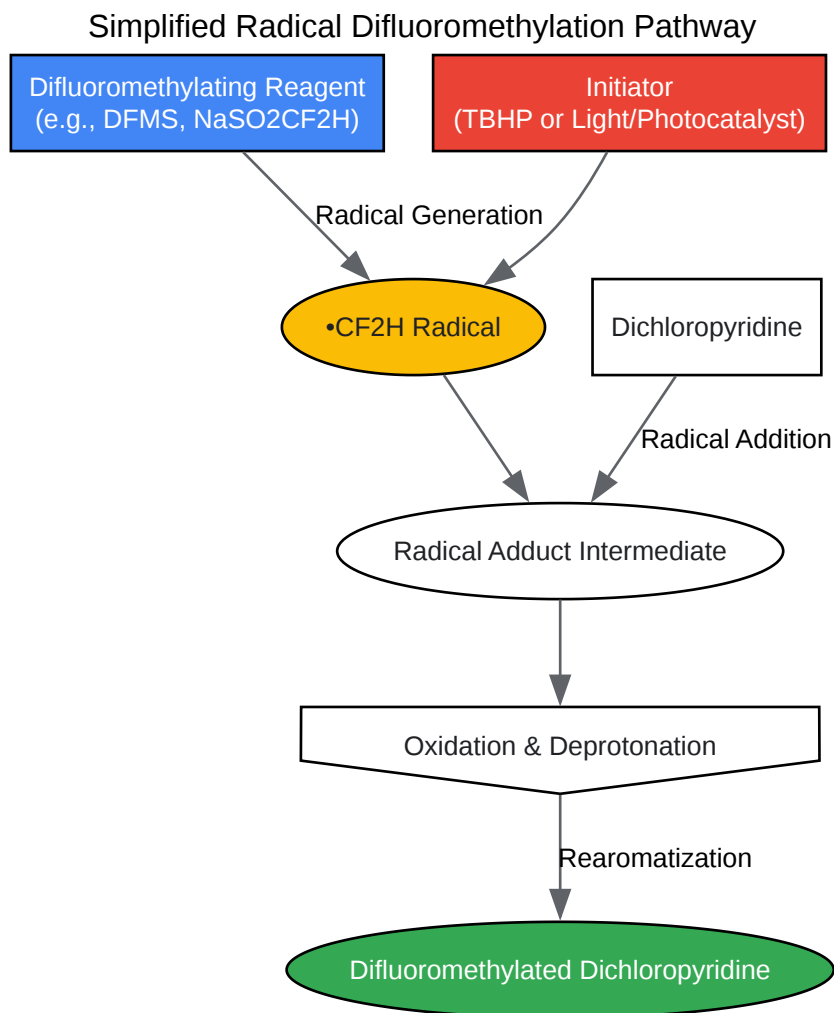 Simplified Radical Difluoromethylation Pathway
Difluoromethylating Reagent
(e.g., DFMS, NaSO2CF2H)
Initiator
(TBHP or Light/Photocatalyst)
Radical Generation
•CF2H Radical
Dichloropyridine
Radical Addition
Radical Adduct Intermediate
Oxidation & Deprotonation
Rearomatization
Difluoromethylated Dichloropyridine